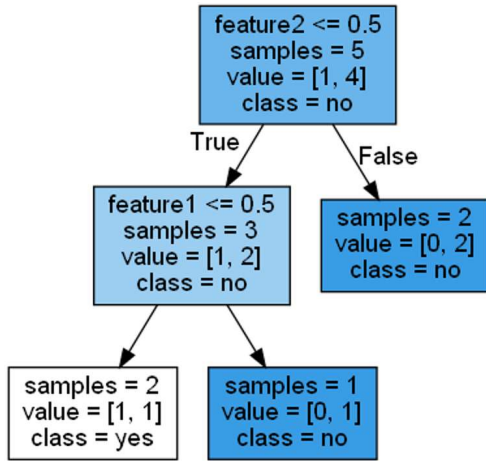 feature2 <= 0.5
samples = 5
value = [1, 4]
class = no
True
False
feature1 <= 0.5
samples = 3
value = [1, 2]
class = no
samples = 2
value = [0, 2]
class = no
samples = 2
value = [1, 1]
class = yes
samples = 1
value = [0, 1]
class = no